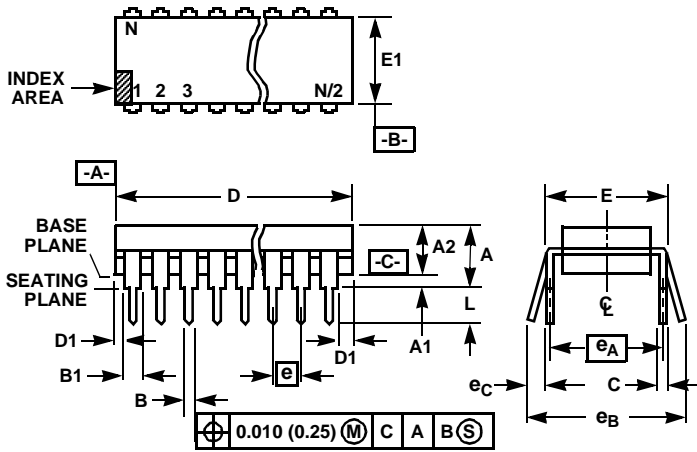 N
INDEX
AREA
1 2 3 N/2
E1
-B-
-A-
D
E
BASE
PLANE
A2
A
-C-
SEATING
PLANE
L
C
L
D1
A1
D1
eA
B1
e
eC
C
B
eB
0.010 (0.25) M C A B S